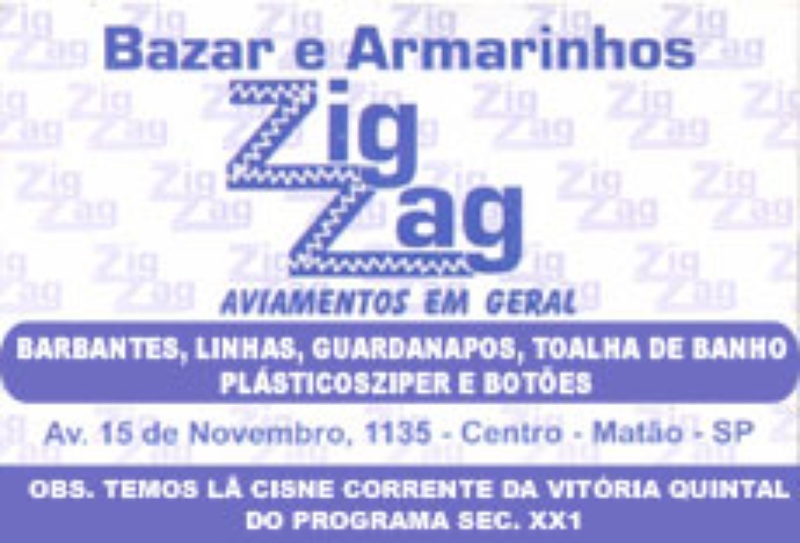 Bazar e Armarinhos
Zig
Zag
AVIAMENTOS EM GERAL
BARBANTES, LINHAS, GUARDANAPOS, TOALHA DE BANHO
PLÁSTICOSZIPER E BOTÕES
Av. 15 de Novembro, 1135 - Centro - Matão - SP
OBS. TEMOS LÃ CISNE CORRENTE DA VITÓRIA QUINTAL
DO PROGRAMA SEC. XX1